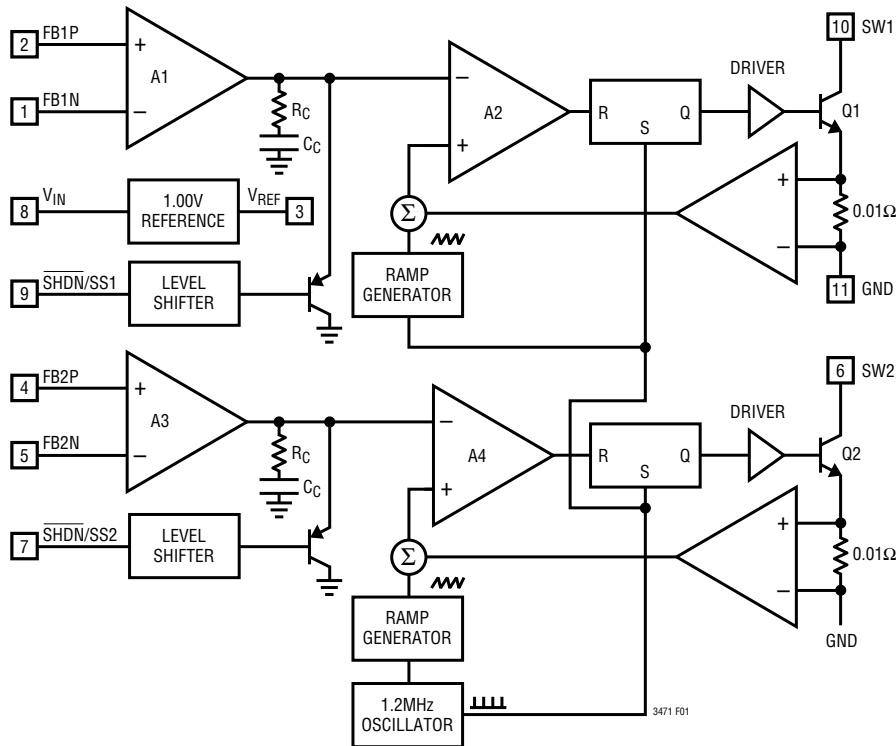 2 FB1P
+
A1
1 FB1N
−
RC
CC
−
A2
+
R S Q
DRIVER
10 SW1
Q1
+
0.01Ω
−
11 GND
8 VIN
1.00V
REFERENCE
VREF 3
Σ
RAMP
GENERATOR
9 SHDN/SS1
LEVEL
SHIFTER
4 FB2P
+
A3
5 FB2N
−
RC
CC
−
A4
+
R S Q
DRIVER
6 SW2
Q2
+
0.01Ω
−
GND
7 SHDN/SS2
LEVEL
SHIFTER
Σ
RAMP
GENERATOR
1.2MHz
OSCILLATOR
3471 F01